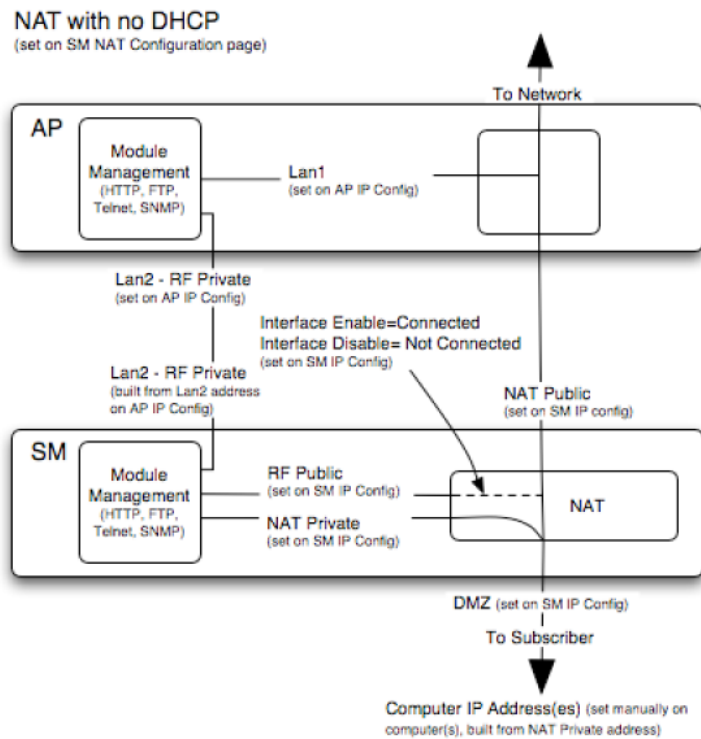 NAT with no DHCP
(set on SM NAT Configuration page)
To Network
AP
Module
Management
(HTTP, FTP,
Telnet, SNMP)
Lan1
(set on AP IP Config)
Lan2 - RF Private
(set on AP IP Config)
Interface Enable=Connected
Interface Disable= Not Connected
(set on SM IP Config)
Lan2 - RF Private
(built from Lan2 address
on AP IP Config)
NAT Public
(set on SM IP config)
SM
Module
Management
(HTTP, FTP,
Telnet, SNMP)
RF Public
(set on SM IP Config)
NAT Private
(set on SM IP Config)
NAT
DMZ (set on SM IP Config)
To Subscriber
Computer IP Address(es) (set manually on
computer(s), built from NAT Private address)